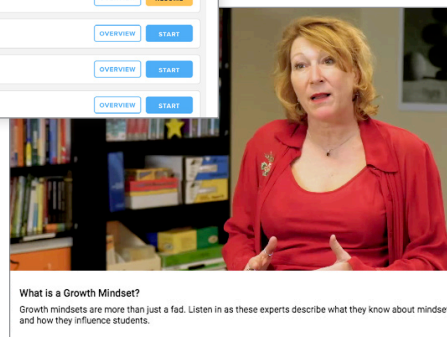 RESUME
OVERVIEW START
OVERVIEW START
OVERVIEW START
What is a Growth Mindset?
Growth mindsets are more than just a fad. Listen in as these experts describe what they know about
and how they influence students.